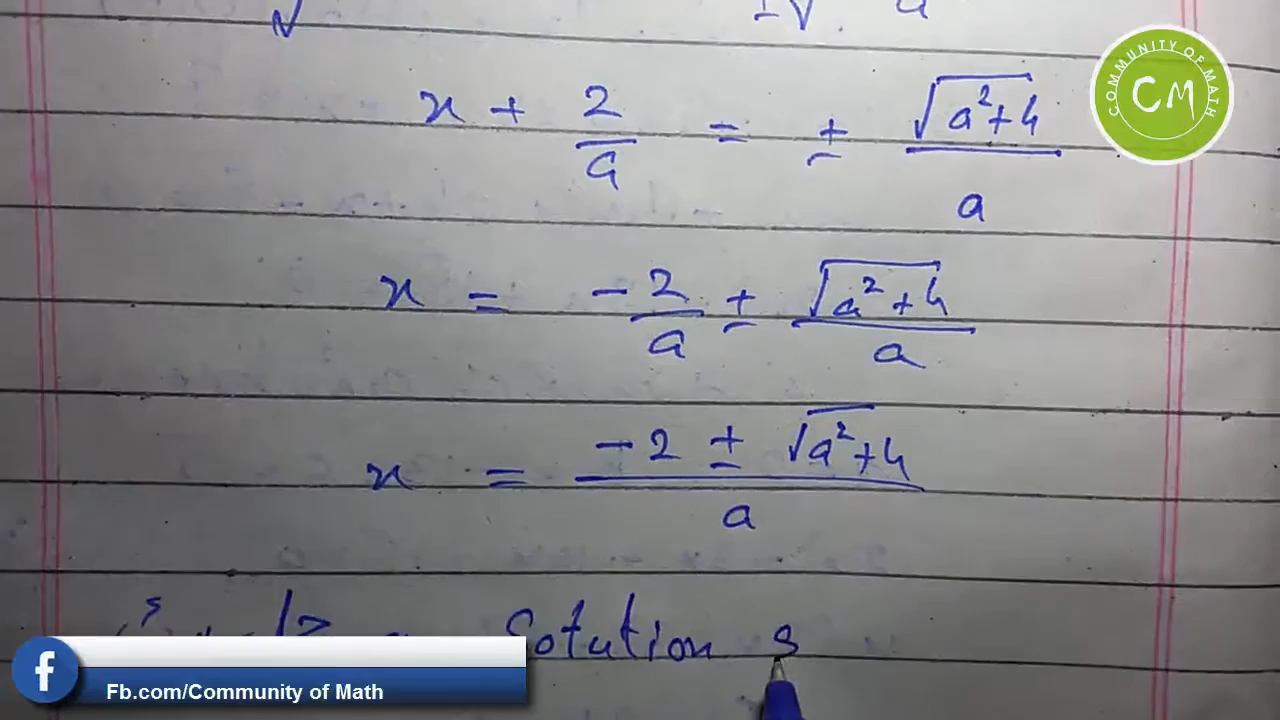 COMMUNITY OF MATH
CM
x + 2/a = ± √(a²+4)/a
x = -2/a ± √(a²+4)/a
x = (-2 ± √a²+4)/a
Solution s
Fb.com/Community of Math